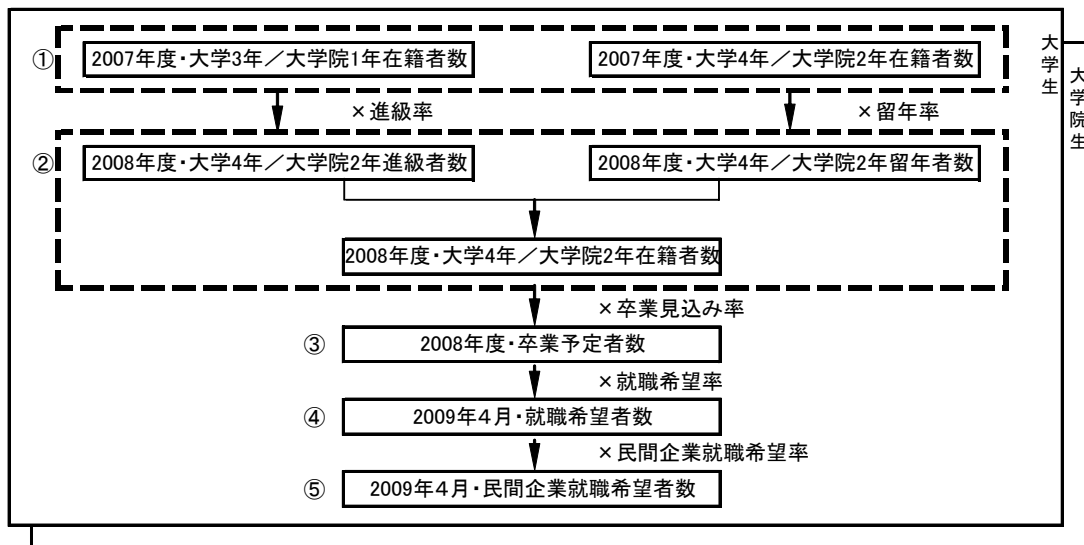 ①
2007年度・大学3年／大学院1年在籍者数
2007年度・大学4年／大学院2年在籍者数
大学生
大学院生
×進級率
×留年率
②
2008年度・大学4年／大学院2年進級者数
2008年度・大学4年／大学院2年留年者数
2008年度・大学4年／大学院2年在籍者数
×卒業見込み率
③
2008年度・卒業予定者数
×就職希望率
④
2009年4月・就職希望者数
×民間企業就職希望率
⑤
2009年4月・民間企業就職希望者数